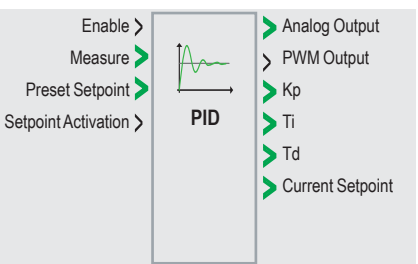 Enable
Measure
Preset Setpoint
Setpoint Activation
PID
Analog Output
PWM Output
Kp
Ti
Td
Current Setpoint